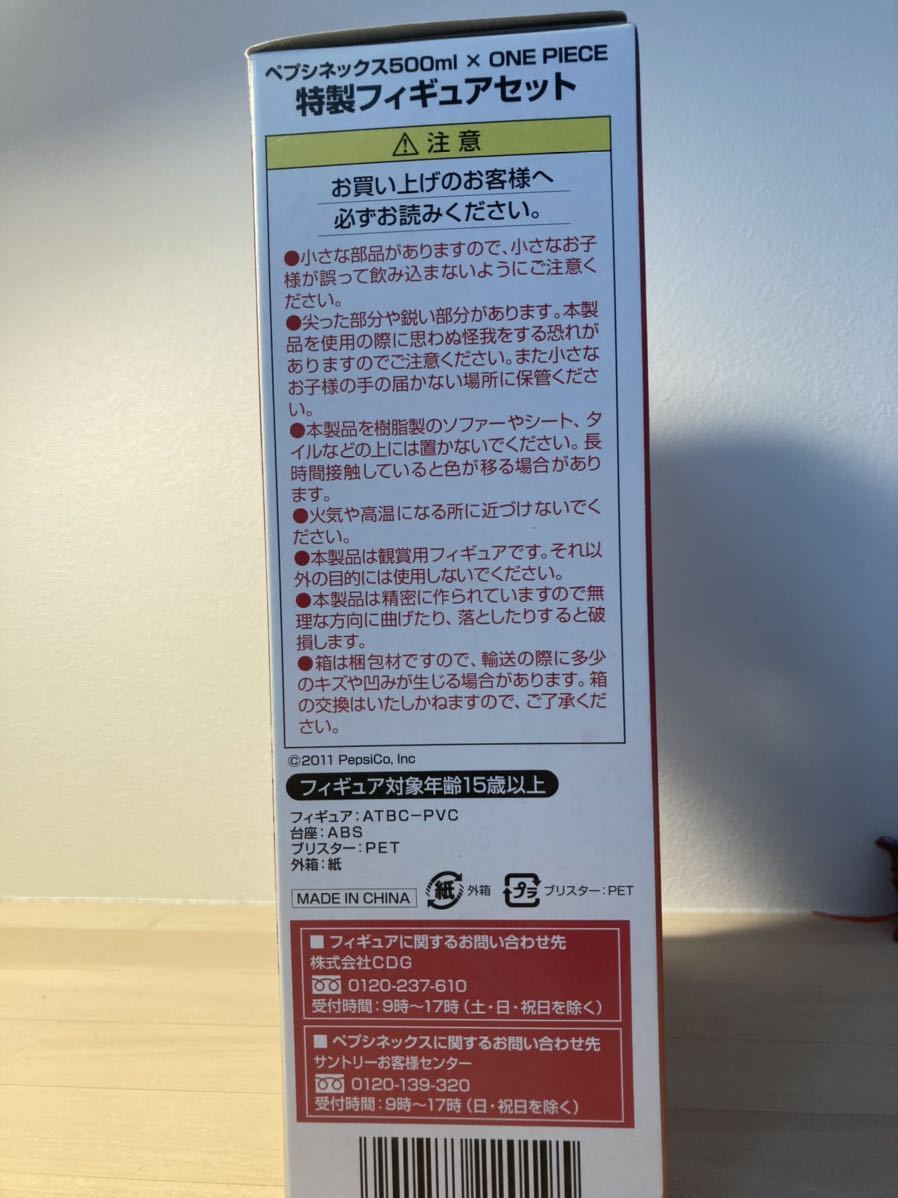 ペプシネックス500ml × ONE PIECE
特製フィギュアセット
⚠ 注意
お買い上げのお客様へ
必ずお読みください。
●小さな部品がありますので、小さなお子
様が誤って飲み込まないようにご注意く
ださい。
●尖った部分や鋭い部分があります。本製
品を使用の際に思わぬ怪我をする恐れが
ありますのでご注意ください。また小さな
お子様の手の届かない場所に保管くださ
い。
●本製品を樹脂製のソファーやシート、タ
イルなどの上には置かないでください。長
時間接触していると色が移る場合があり
ます。
●火気や高温になる所に近づけないでく
ださい。
●本製品は観賞用フィギュアです。それ以
外の目的には使用しないでください。
●本製品は精密に作られていますので無
理な方向に曲げたり、落としたりすると破
損します。
●箱は梱包材ですので、輸送の際に多少
のキズや凹みが生じる場合があります。箱
の交換はいたしかねますので、ご了承くだ
さい。
©2011 PepsiCo, Inc
フィギュア対象年齢15歳以上
フィギュア:ATBC−PVC
台座:ABS
ブリスター:PET
外箱:紙
MADE IN CHINA 紙 外箱 プラ ブリスター:PET
■フィギュアに関するお問い合わせ先
株式会社CDG
0120-237-610
受付時間:9時〜17時(土・日・祝日を除く)
■ペプシネックスに関するお問い合わせ先
サントリーお客様センター
0120-139-320
受付時間:9時〜17時(日・祝日を除く)